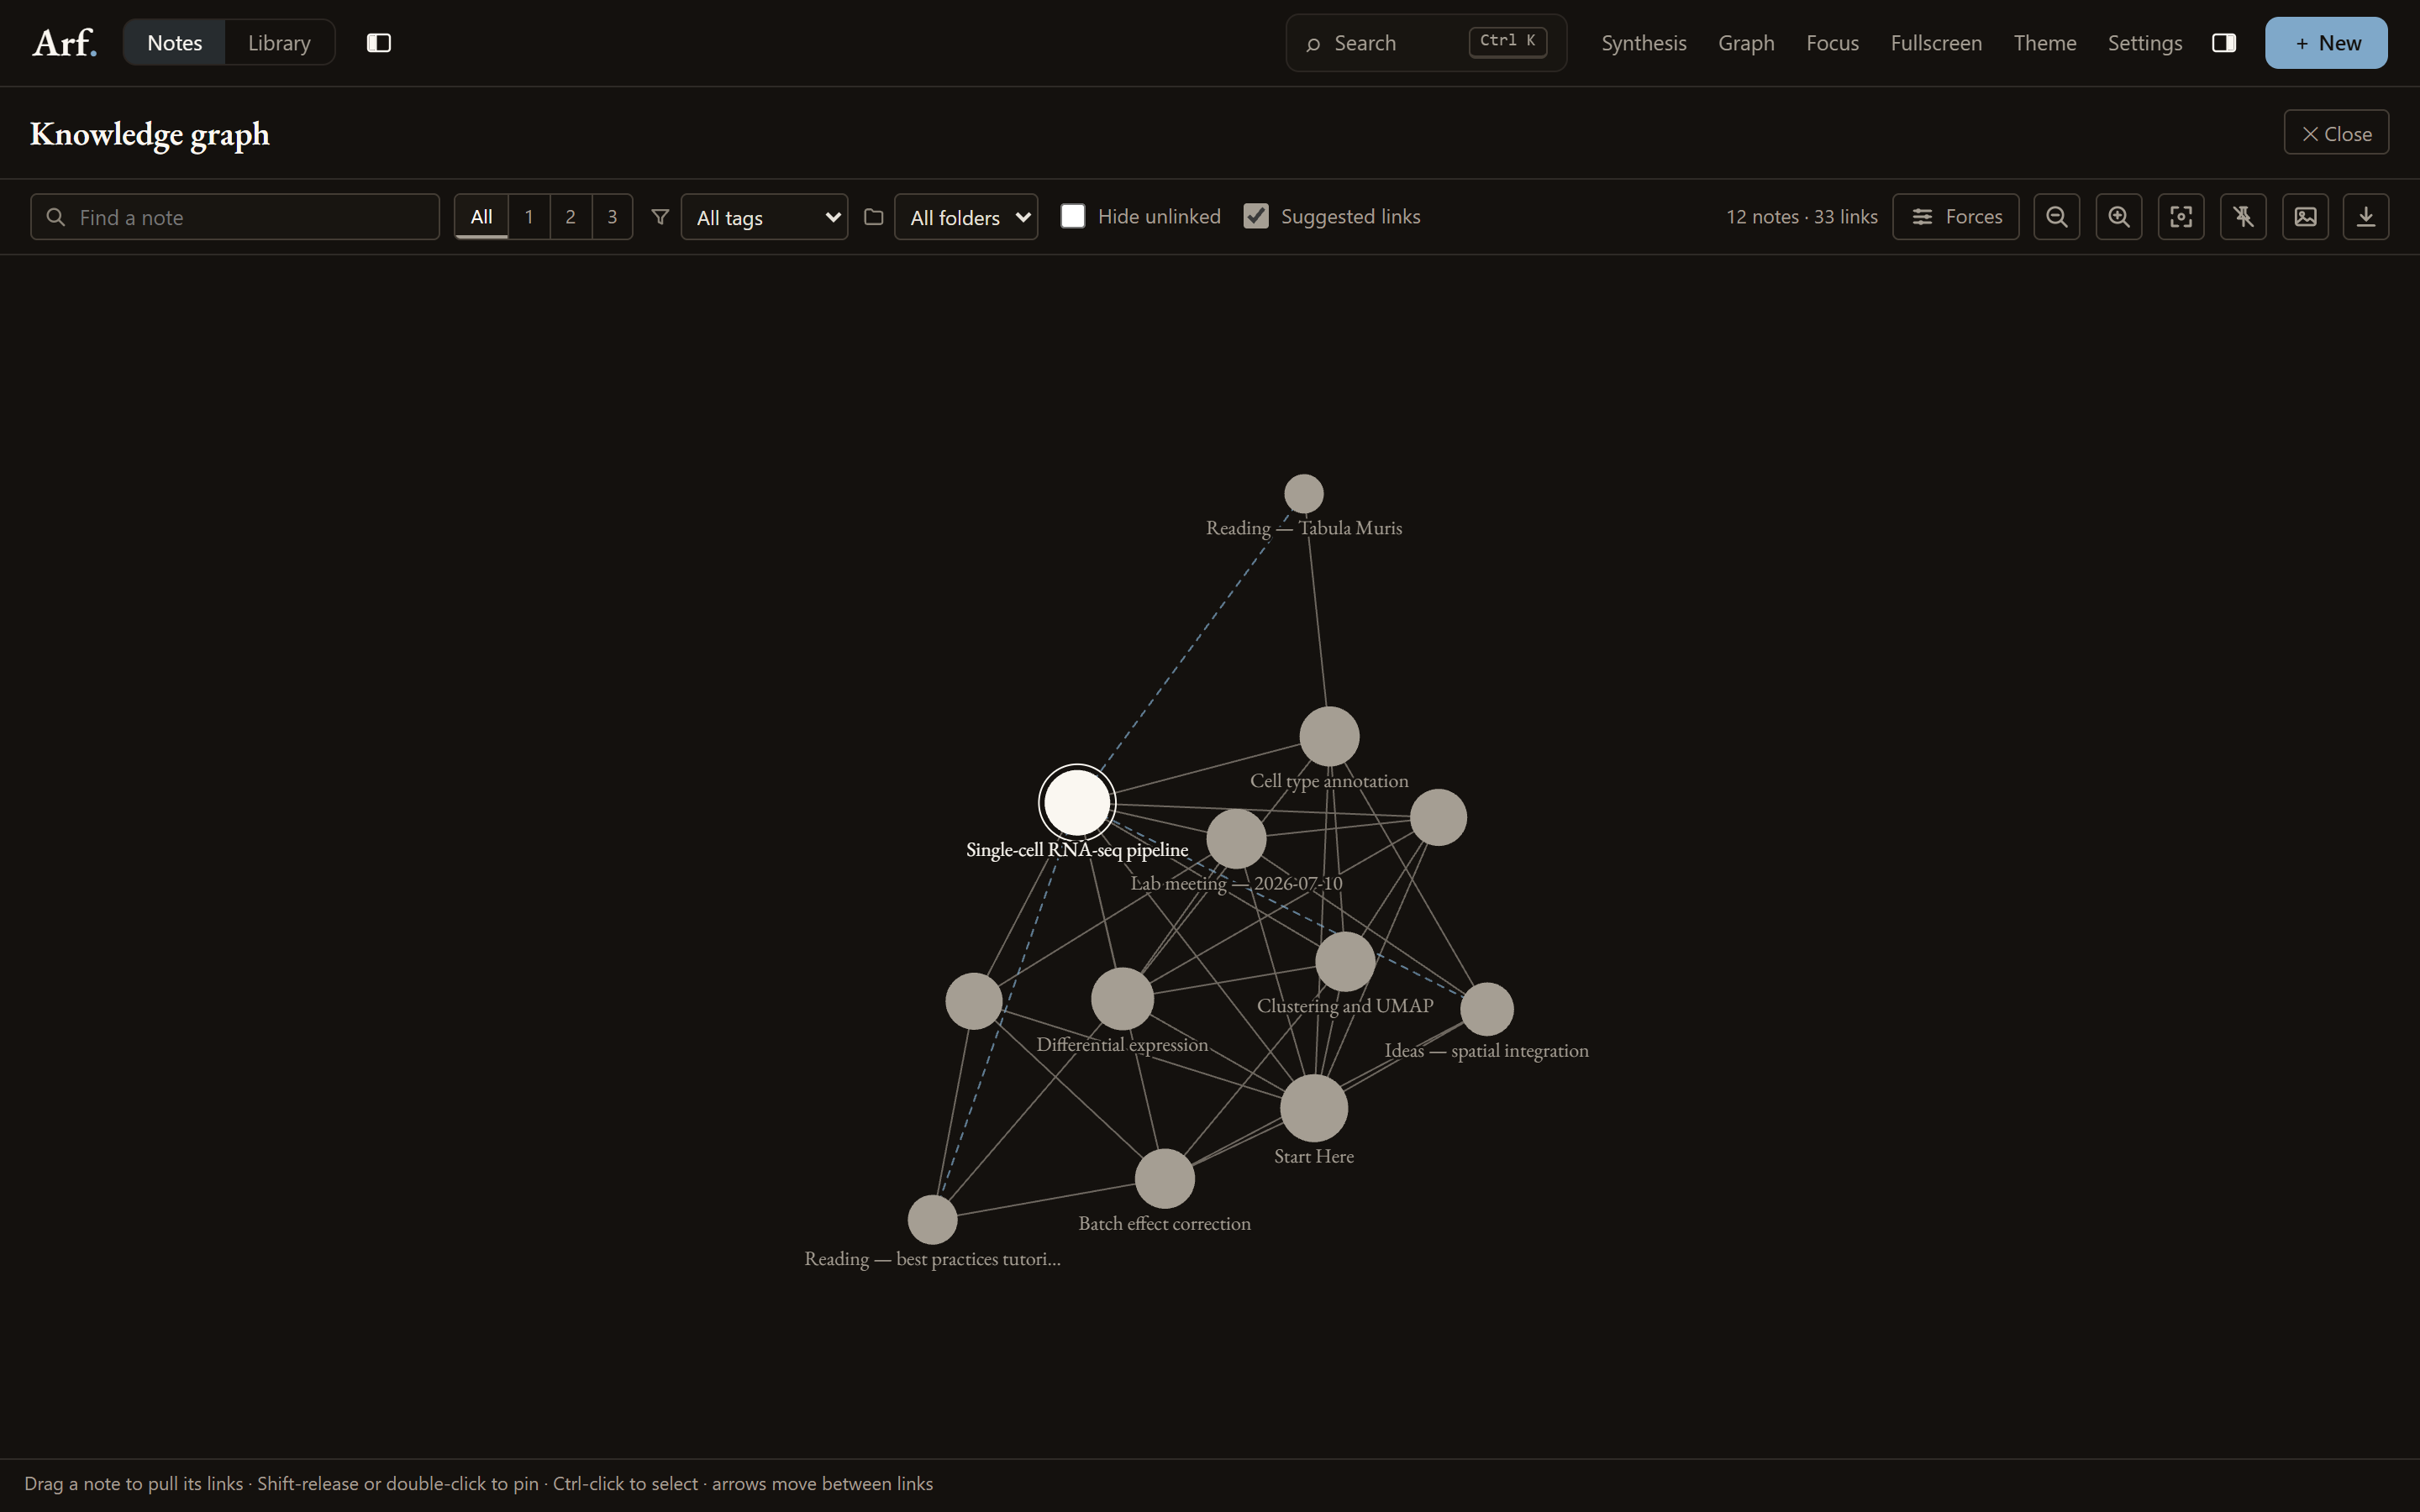 Arf. Notes Library Search Ctrl K Synthesis Graph Focus Fullscreen Theme Settings + New
Knowledge graph Close
Find a note All 1 2 3 All tags All folders Hide unlinked Suggested links 12 notes · 33 links Forces
Reading — Tabula Muris
Cell type annotation
Single-cell RNA-seq pipeline
Lab meeting — 2026-07-10
Clustering and UMAP
Differential expression
Ideas — spatial integration
Start Here
Batch effect correction
Reading — best practices tutori...
Drag a note to pull its links · Shift-release or double-click to pin · Ctrl-click to select · arrows move between links